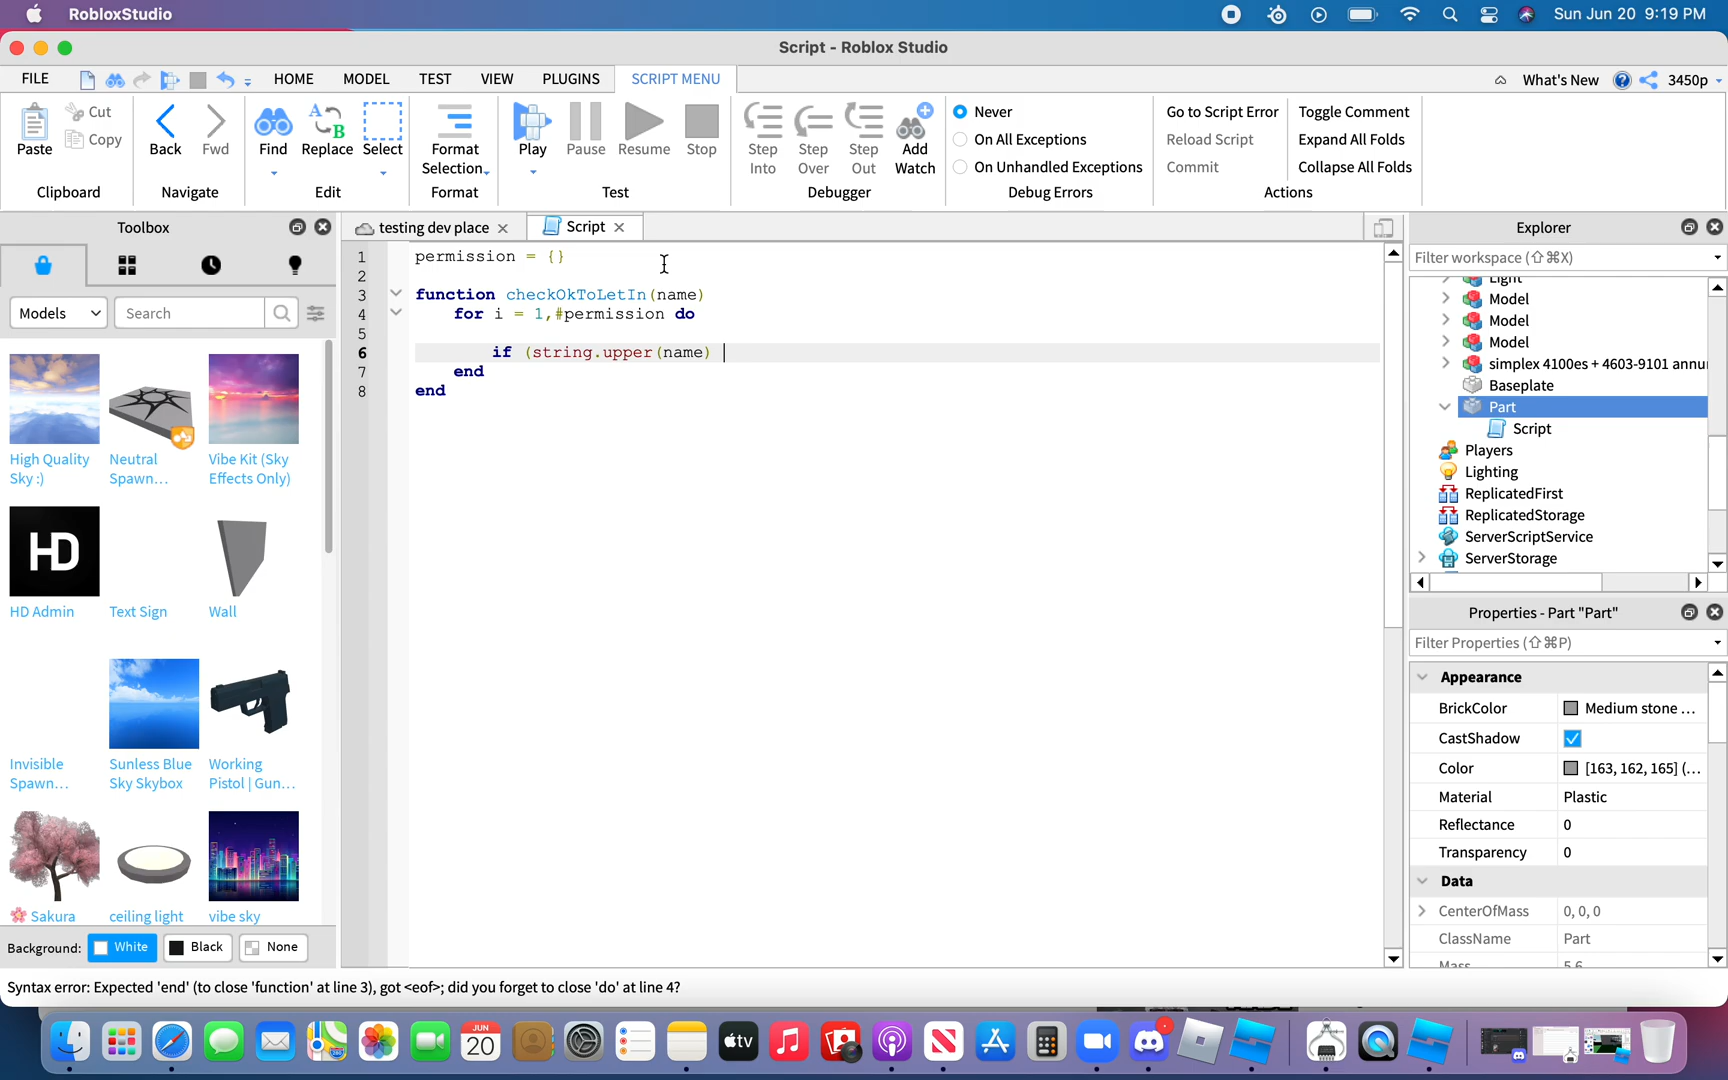 RobloxStudio
Sun Jun 20 9:19 PM
Script - Roblox Studio
FILE
HOME
MODEL
TEST
VIEW
PLUGINS
SCRIPT MENU
What's New
3450p
Paste
Cut
Copy
Clipboard
Back
Fwd
Navigate
Find
Replace
Select
Edit
Format
Selection
Format
Play
Pause
Resume
Stop
Test
Step
Into
Step
Over
Step
Out
Add
Watch
Debugger
Never
On All Exceptions
On Unhandled Exceptions
Debug Errors
Go to Script Error
Reload Script
Commit
Toggle Comment
Expand All Folds
Collapse All Folds
Actions
Toolbox
Models
Search
High Quality
Sky :)
Neutral
Spawn...
Vibe Kit (Sky
Effects Only)
HD
HD Admin
Text Sign
Wall
Invisible
Spawn...
Sunless Blue
Sky Skybox
Working
Pistol | Gun...
🌸 Sakura
ceiling light
vibe sky
Background:
White
Black
None
testing dev place
Script
1 permission = {}
2
3 function checkOkToLetIn(name)
4 for i = 1,#permission do
5
6 if (string.upper(name)
7 end
8 end
Explorer
Filter workspace (⇧⌘X)
Light
Model
Model
Model
simplex 4100es + 4603-9101 annu
Baseplate
Part
Script
Players
Lighting
ReplicatedFirst
ReplicatedStorage
ServerScriptService
ServerStorage
Properties - Part "Part"
Filter Properties (⇧⌘P)
Appearance
BrickColor Medium stone ...
CastShadow
Color [163, 162, 165] (...
Material Plastic
Reflectance 0
Transparency 0
Data
CenterOfMass 0, 0, 0
ClassName Part
Mass 5.6
Syntax error: Expected 'end' (to close 'function' at line 3), got <eof>; did you forget to close 'do' at line 4?
JUN
20
tv